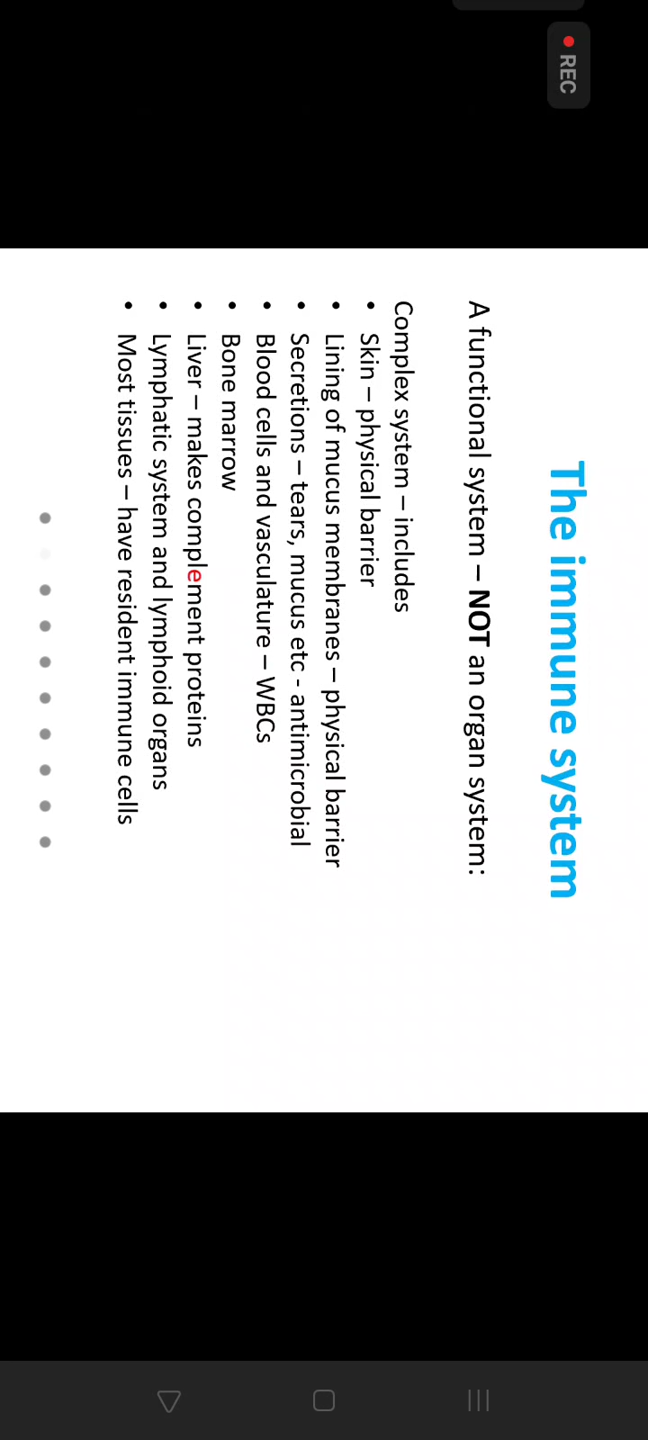 REC
The immune system
A functional system – NOT an organ system:
Complex system – includes
• Skin – physical barrier
• Lining of mucus membranes – physical barrier
• Secretions – tears, mucus etc - antimicrobial
• Blood cells and vasculature – WBCs
• Bone marrow
• Liver – makes complement proteins
• Lymphatic system and lymphoid organs
• Most tissues – have resident immune cells